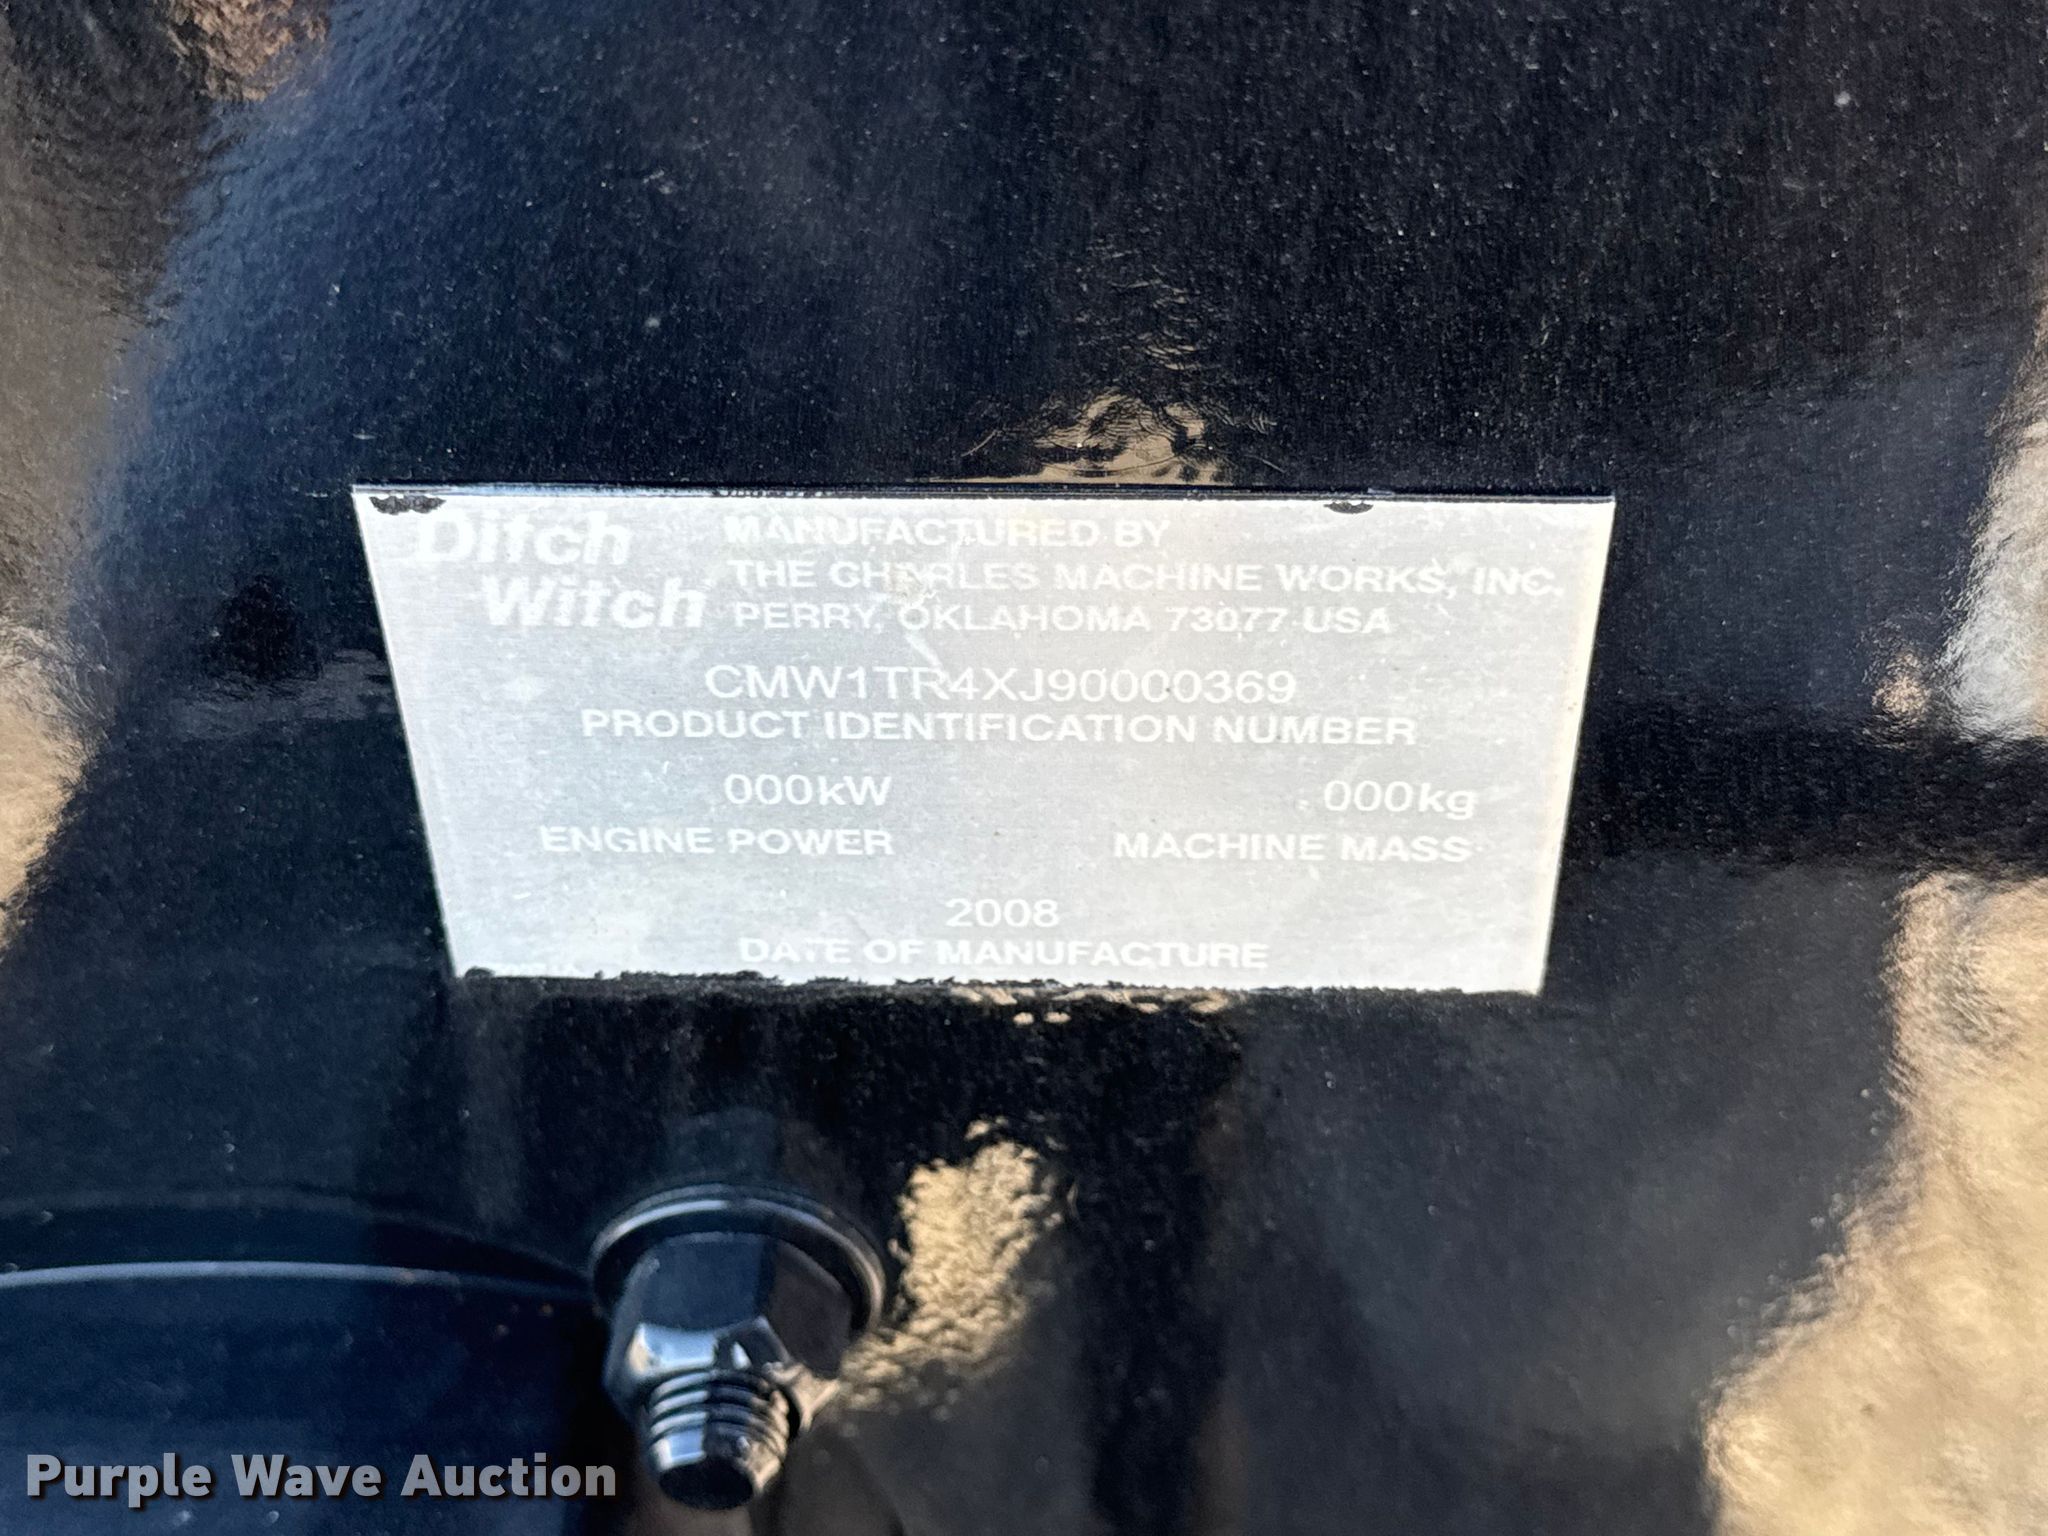 Ditch Witch
MANUFACTURED BY
THE CHARLES MACHINE WORKS, INC.
PERRY, OKLAHOMA 73077 USA
CMW1TR4XJ90000369
PRODUCT IDENTIFICATION NUMBER
000kW
ENGINE POWER
000kg
MACHINE MASS
2008
DATE OF MANUFACTURE
Purple Wave Auction